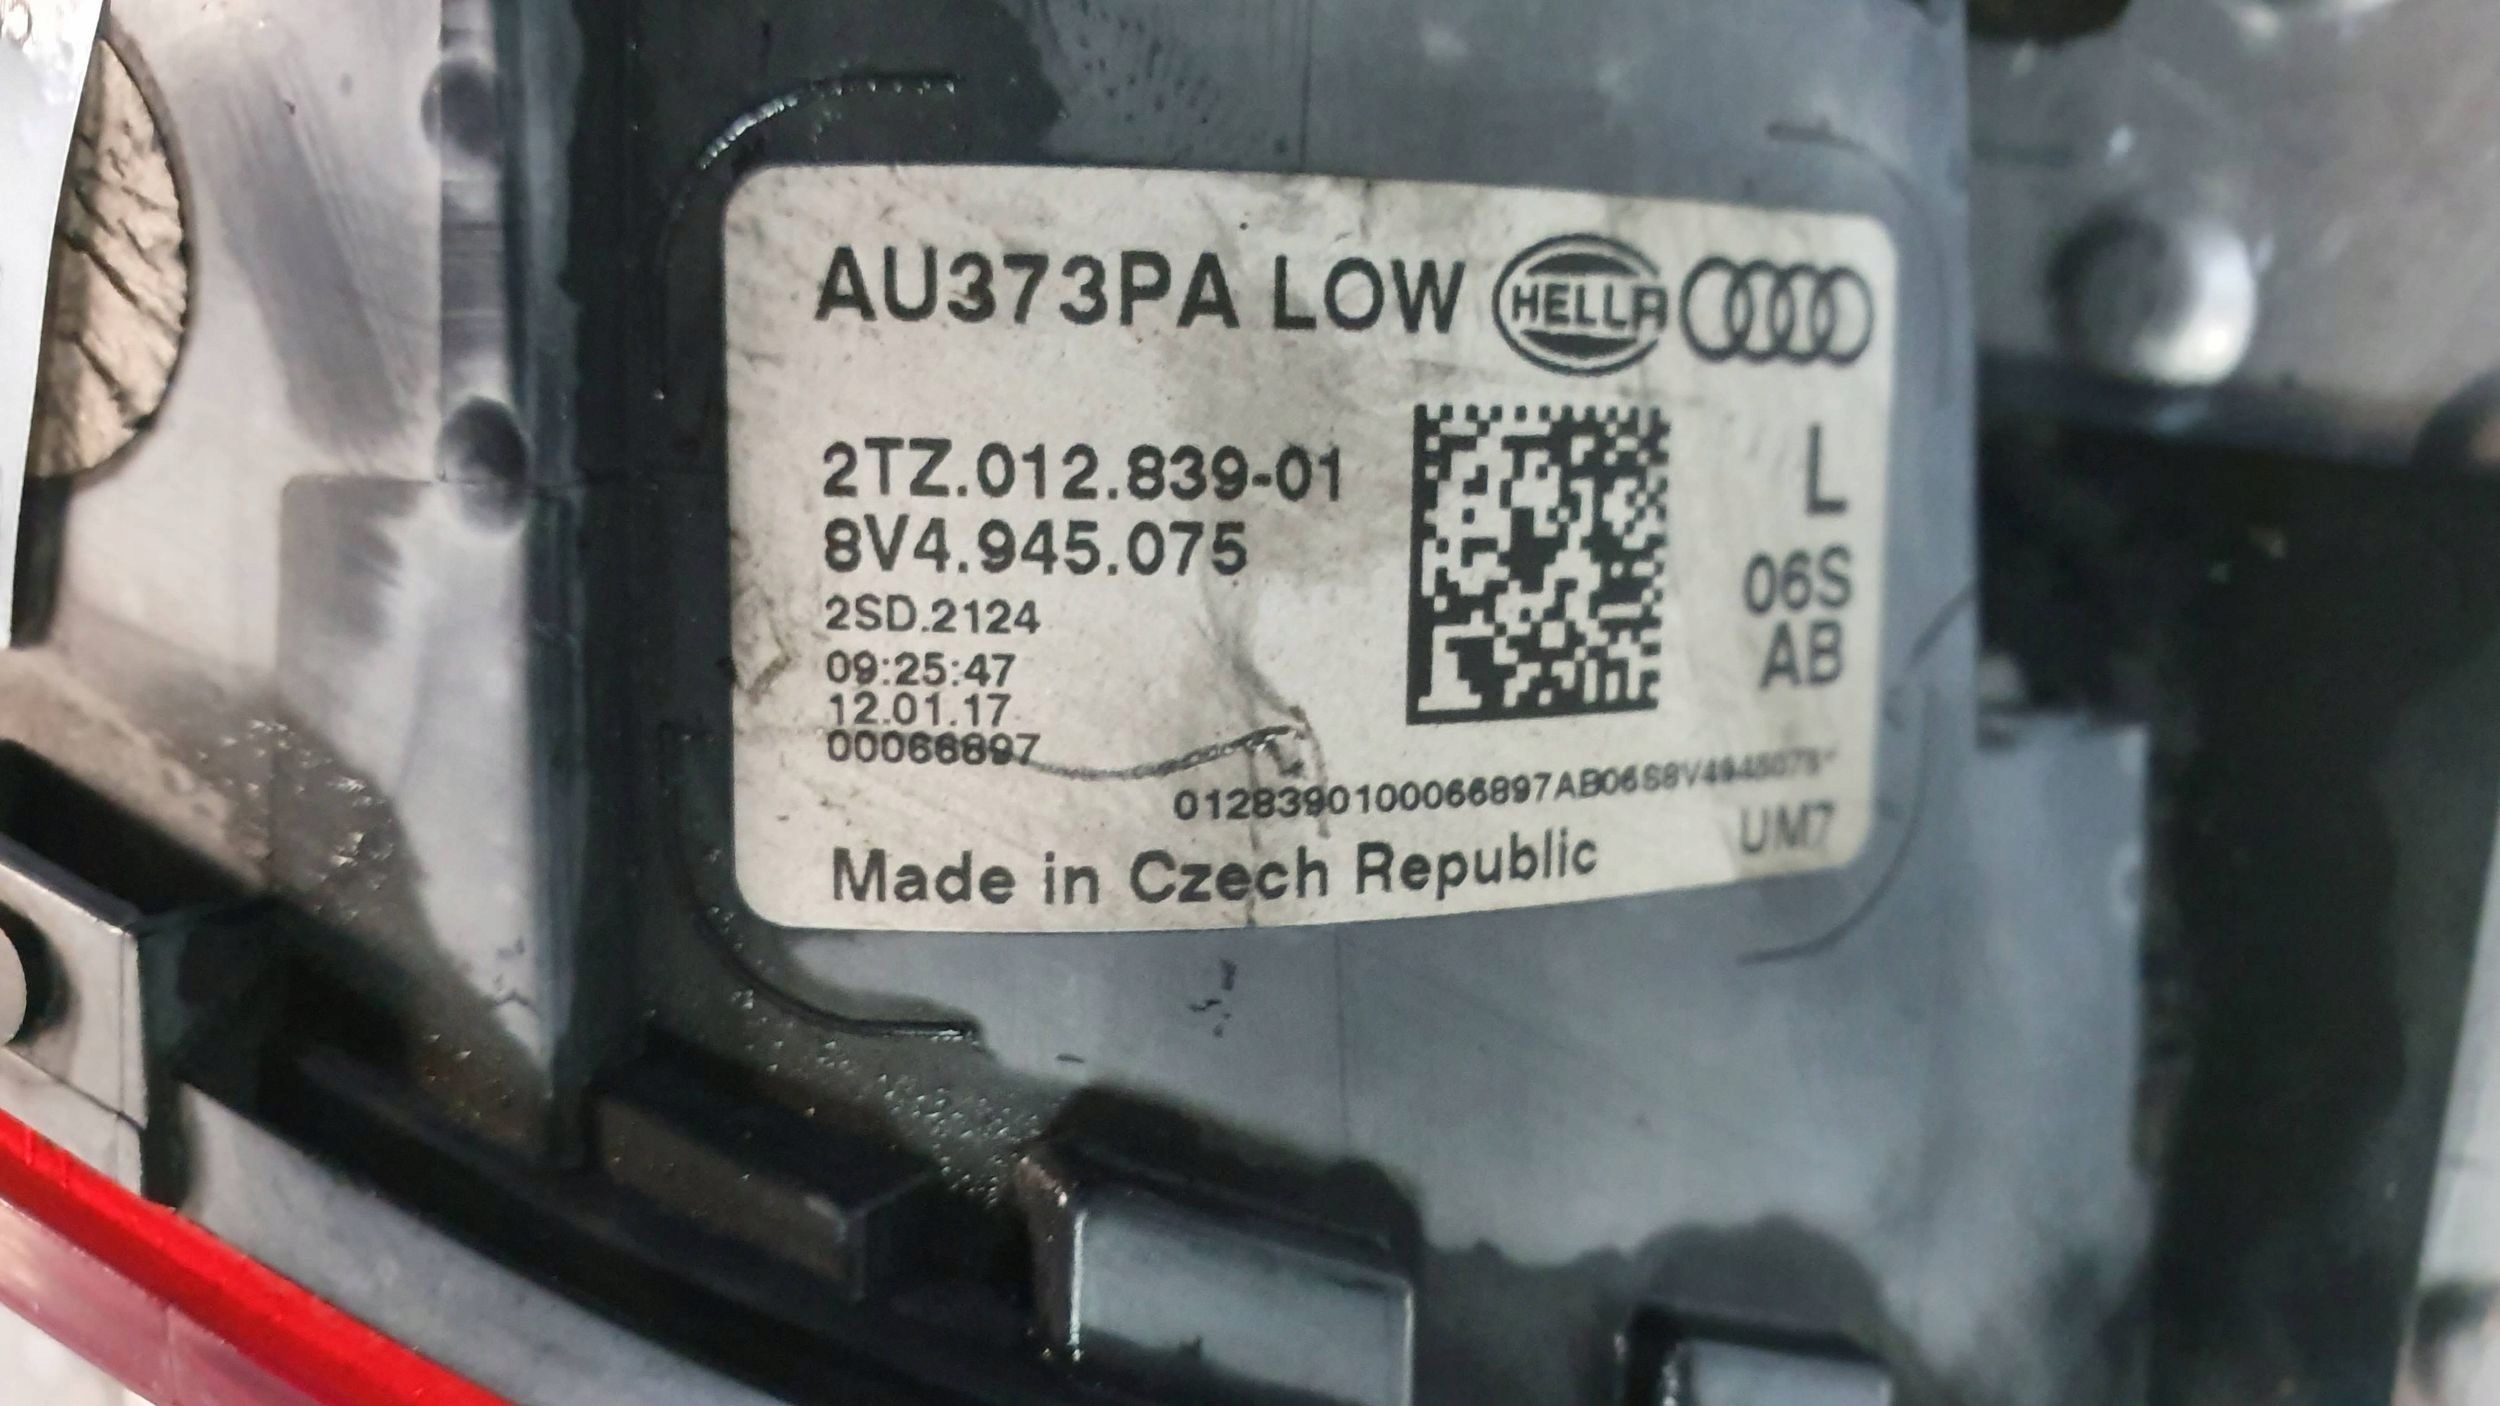 AU373PA LOW HELLA
2TZ.012.839-01
8V4.945.075
L
2SD.2124
06S
09:25:47
AB
12.01.17
00066897
0128390100066897AB06S8V4945075*
UM7
Made in Czech Republic